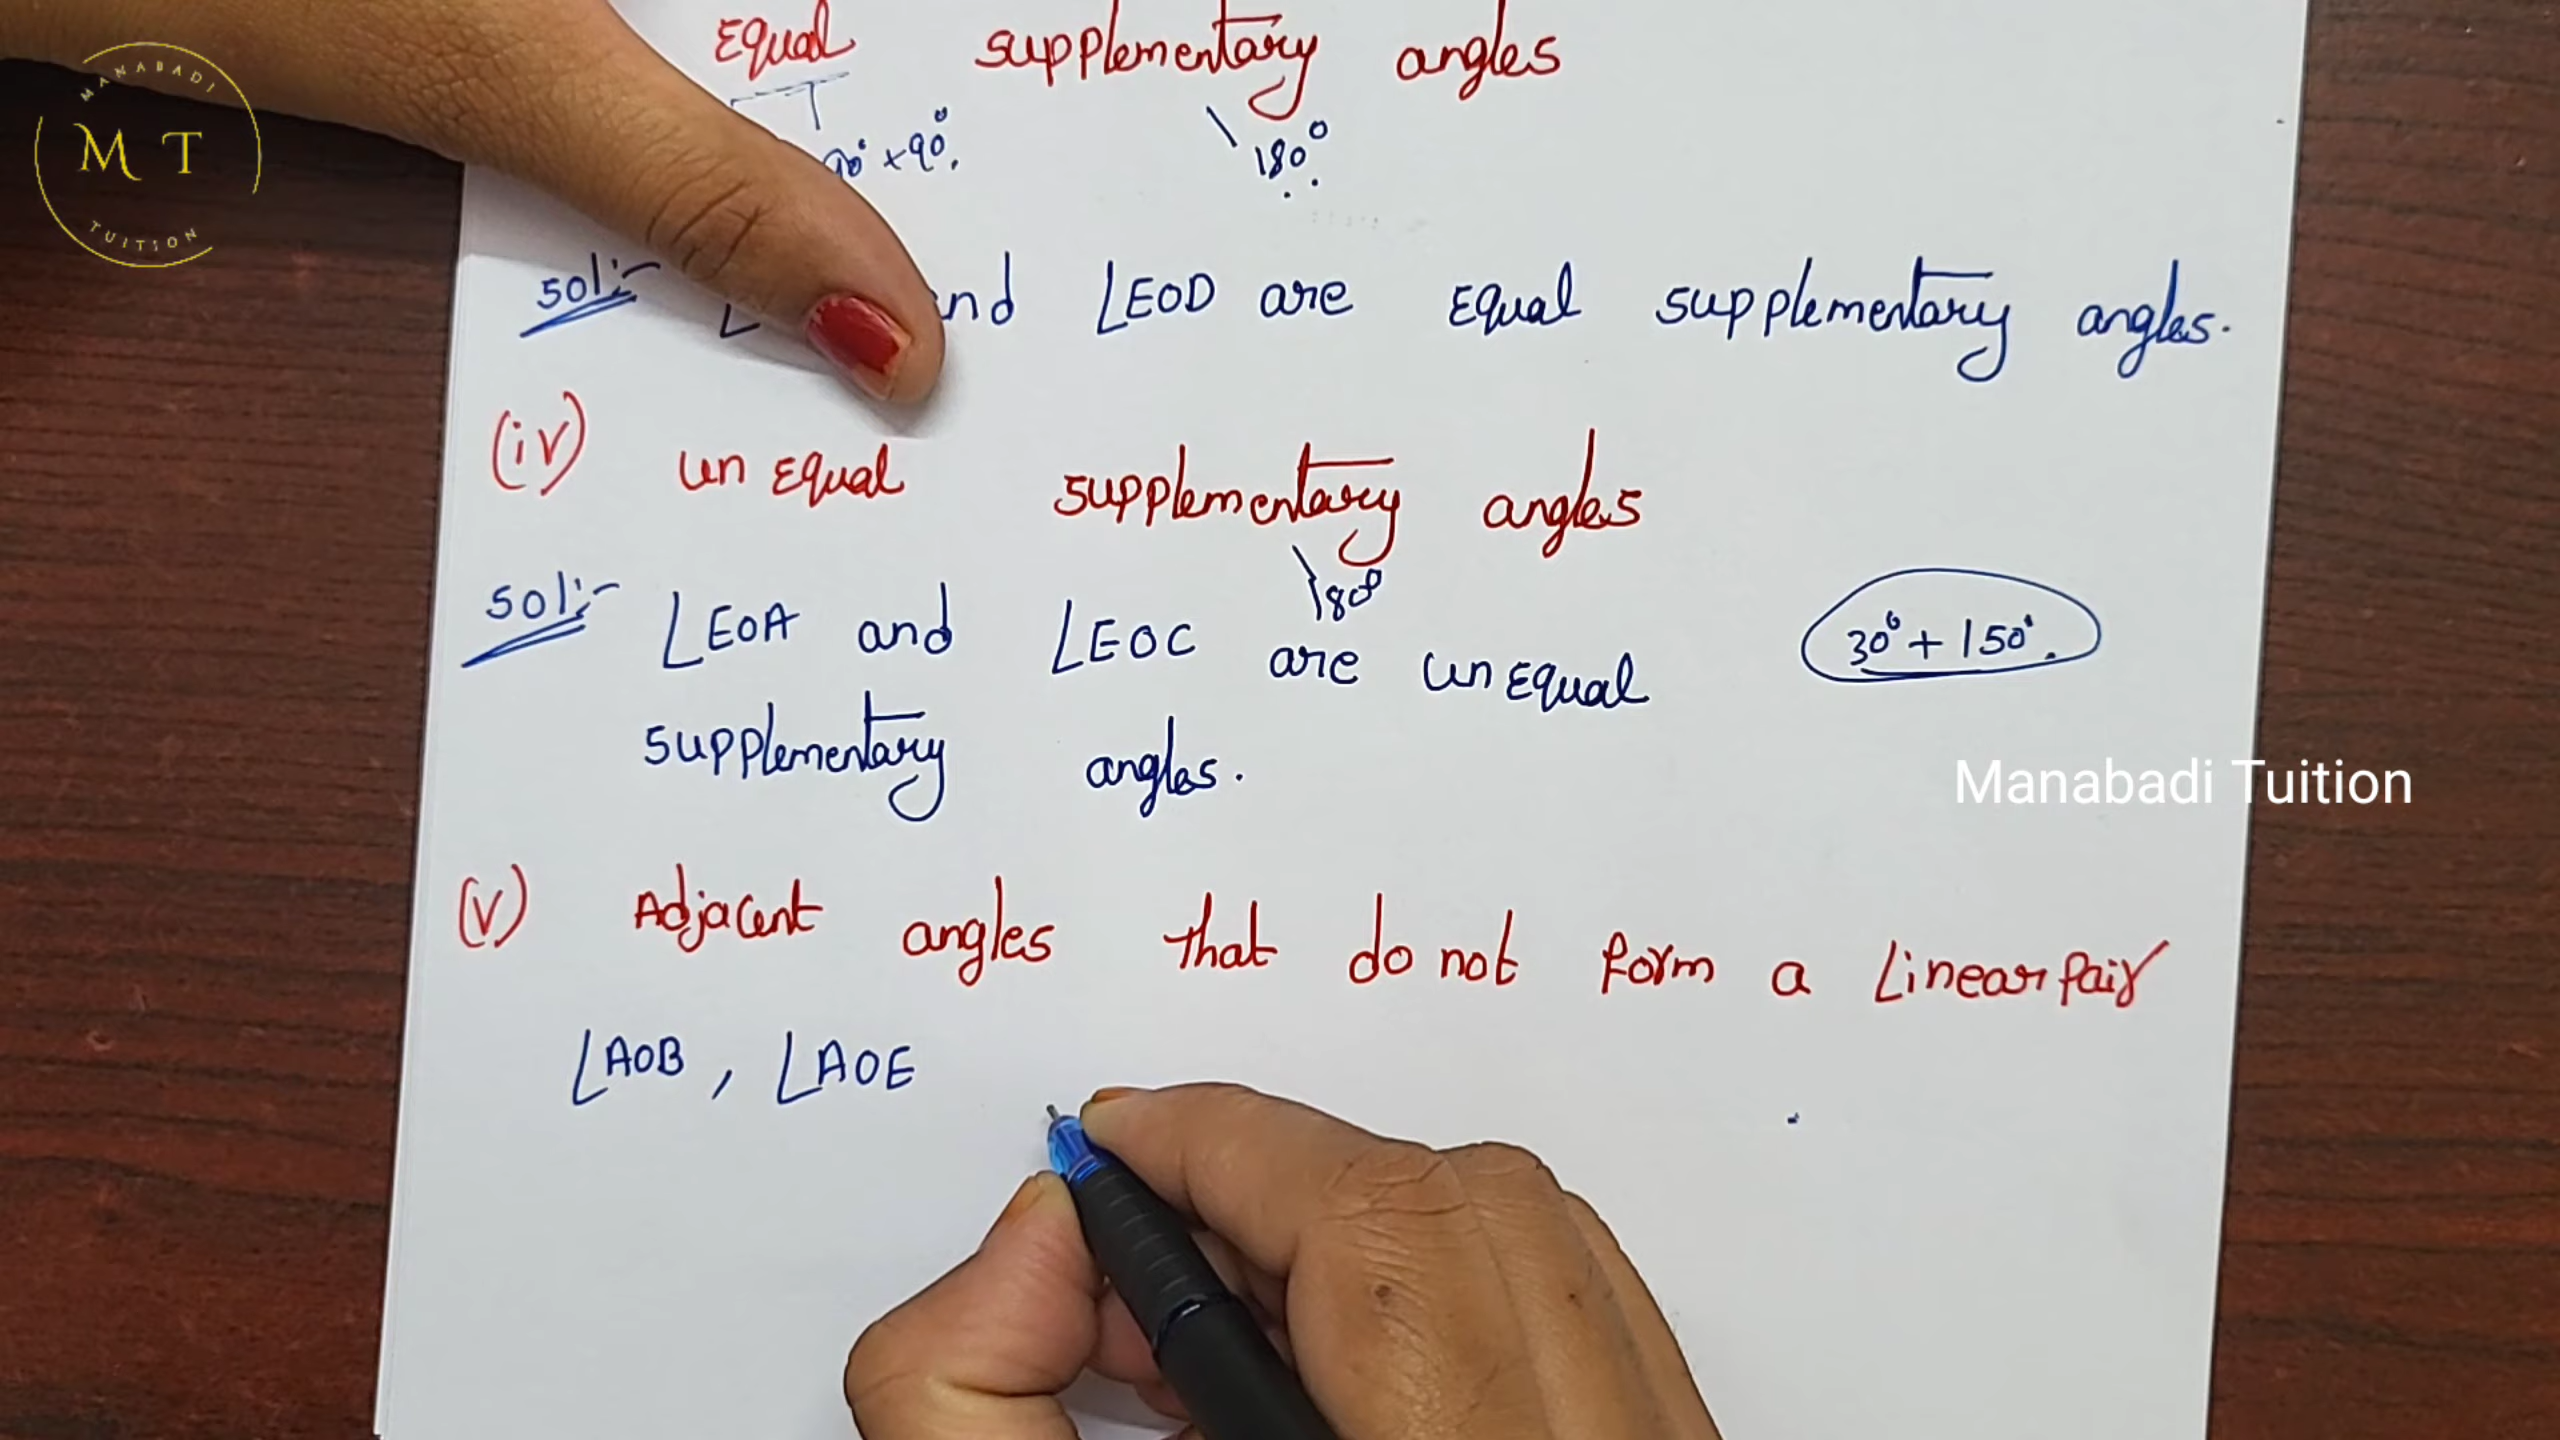 Equal supplementary angles
90° + 90°. 180°
MANABADI
M T
TUITION
Sol:- ∠ and ∠EOD are Equal supplementary angles.
(iv) un Equal supplementary angles
180°
Sol:- ∠EOA and ∠EOC are un Equal
30° + 150°.
supplementary angles.
Manabadi Tuition
(v) Adjacent angles that do not form a Linear pair
∠AOB, ∠AOE